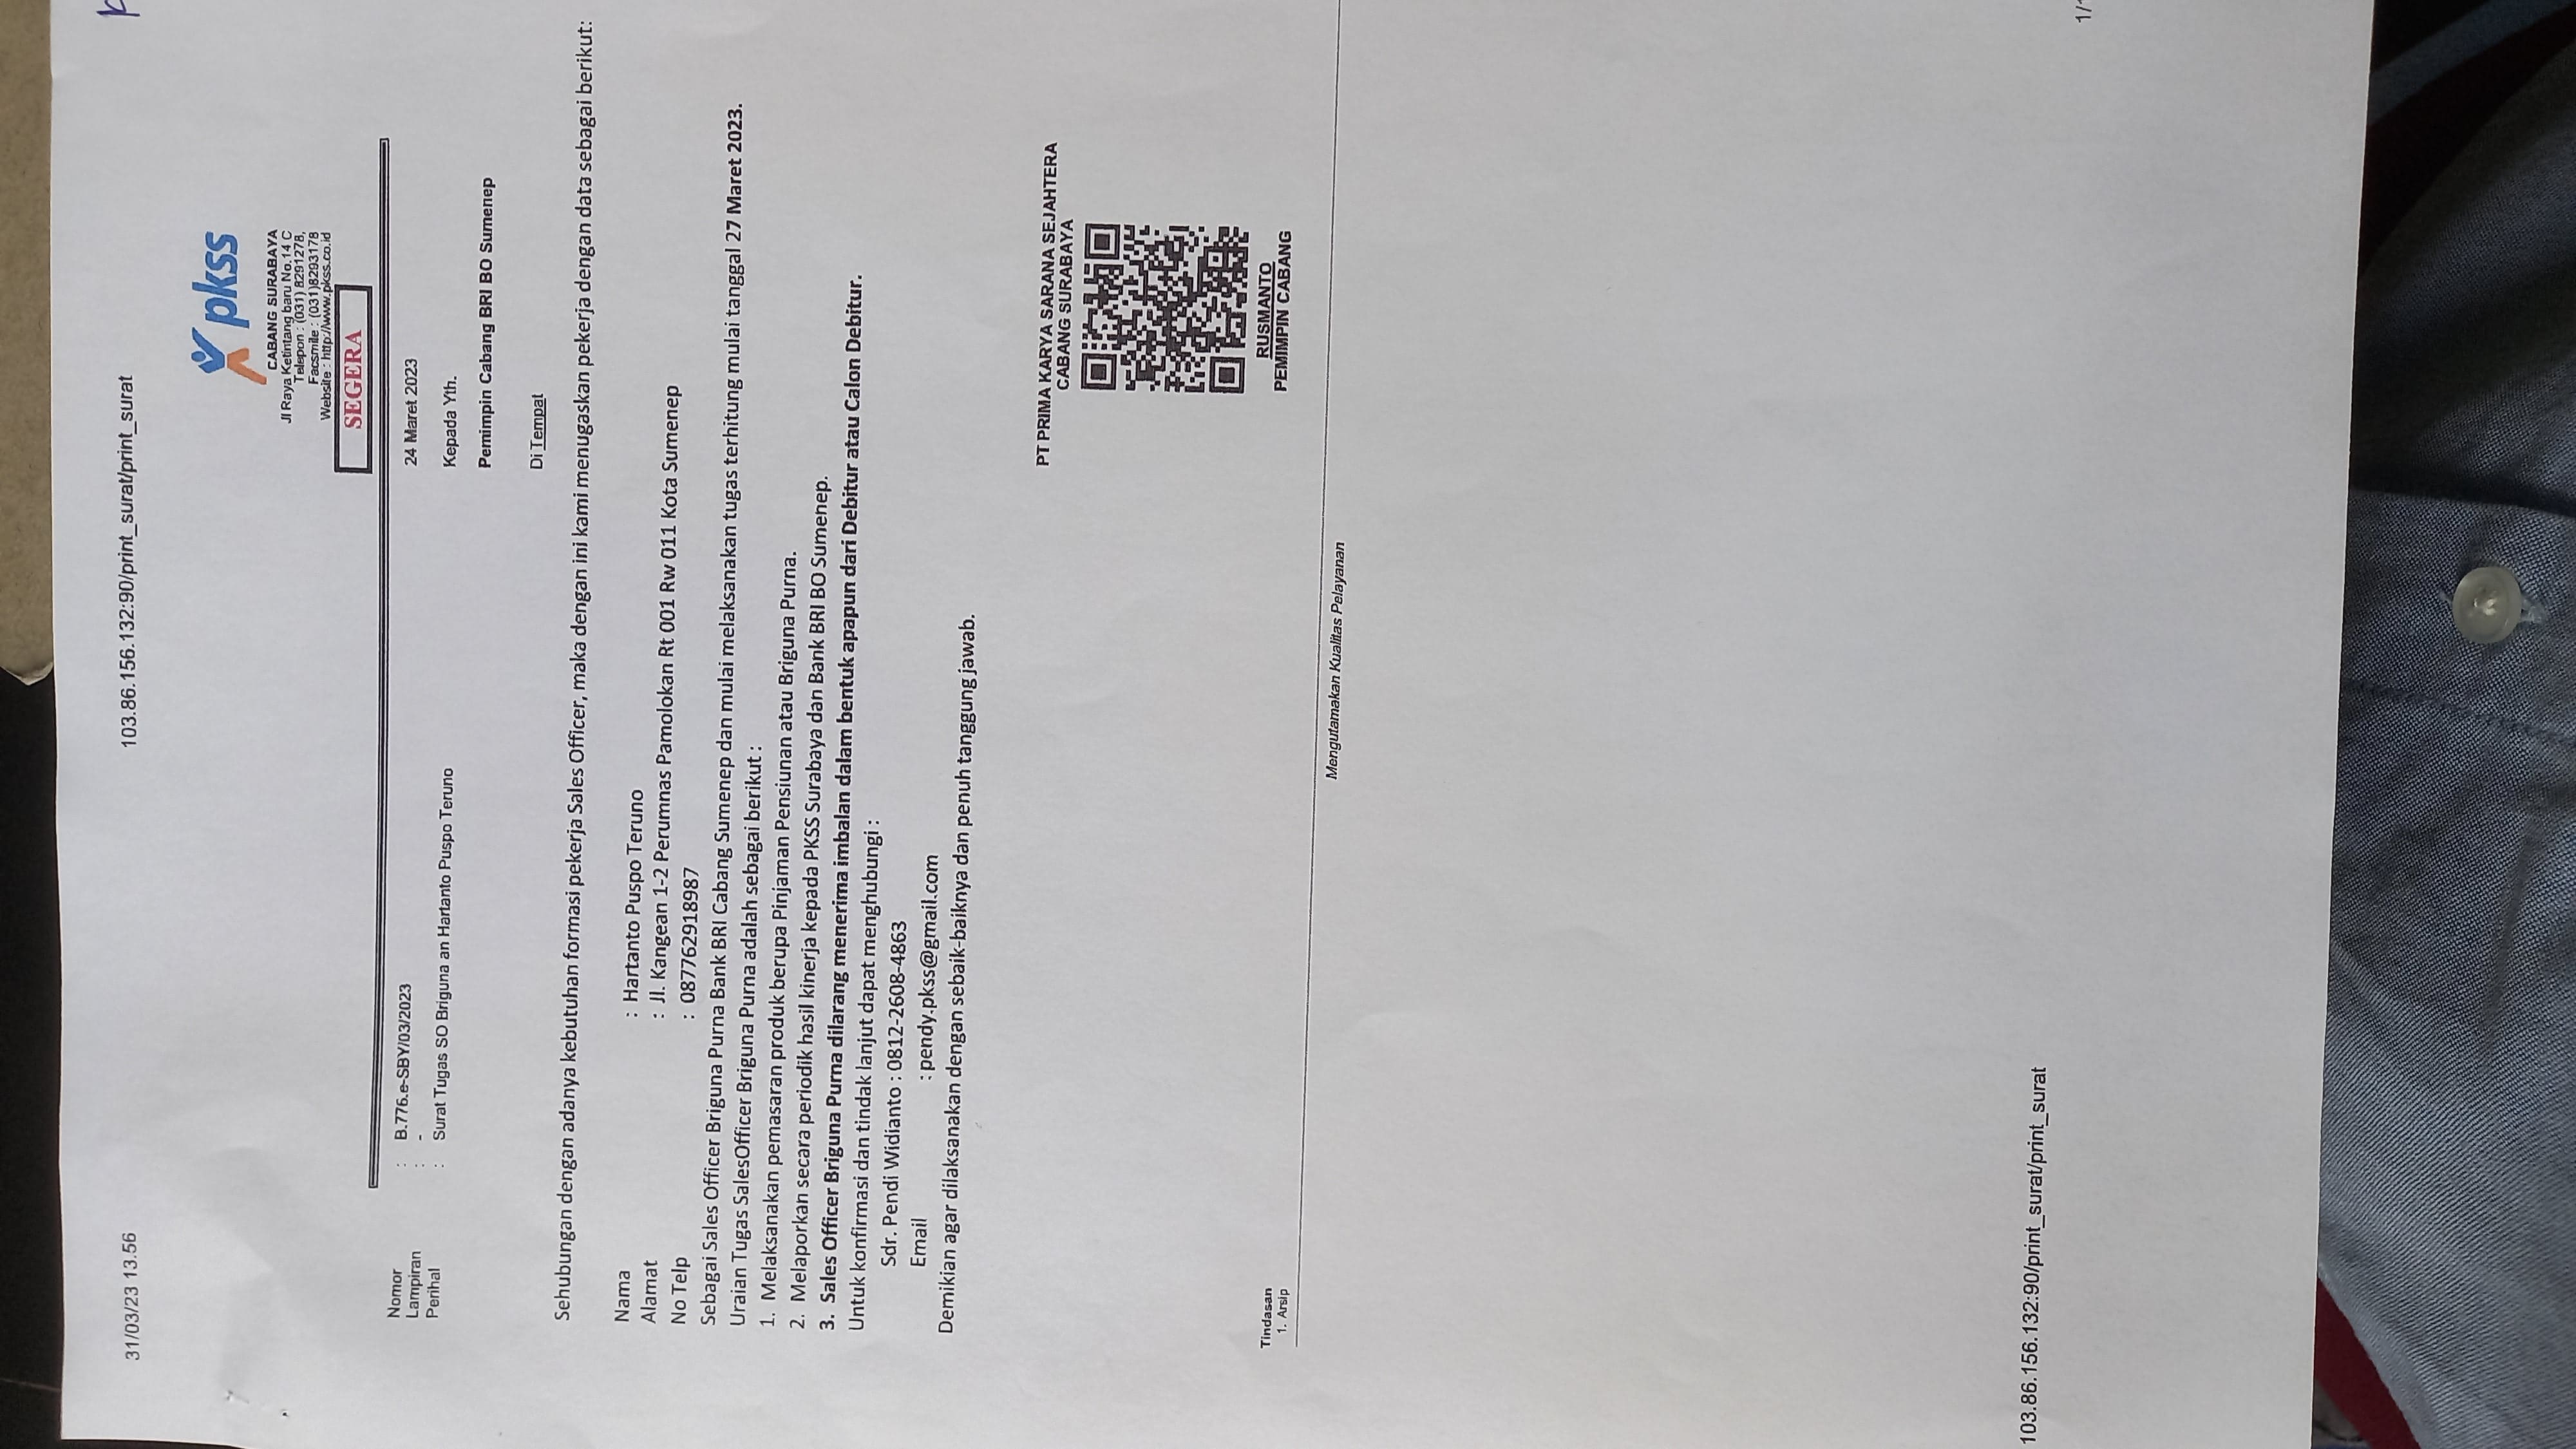 31/03/23 13.56
103.86.156.132:90/print_surat/print_surat
pkss
CABANG SURABAYA
Jl Raya Ketintang baru No.14 C
Telepon : (031) 8291278,
Facsmile : (031)8293178
Website : http://www.pkss.co.id
SEGERA
Nomor : B.776.e-SBY/03/2023
Lampiran : -
Perihal : Surat Tugas SO Briguna an Hartanto Puspo Teruno
24 Maret 2023
Kepada Yth.
Pemimpin Cabang BRI BO Sumenep
Di Tempat
Sehubungan dengan adanya kebutuhan formasi pekerja Sales Officer, maka dengan ini kami menugaskan pekerja dengan data sebagai berikut:
Nama : Hartanto Puspo Teruno
Alamat : Jl. Kangean 1-2 Perumnas Pamolokan Rt 001 Rw 011 Kota Sumenep
No Telp : 087762918987
Sebagai Sales Officer Briguna Purna Bank BRI Cabang Sumenep dan mulai melaksanakan tugas terhitung mulai tanggal 27 Maret 2023.
Uraian Tugas SalesOfficer Briguna Purna adalah sebagai berikut :
1. Melaksanakan pemasaran produk berupa Pinjaman Pensiunan atau Briguna Purna.
2. Melaporkan secara periodik hasil kinerja kepada PKSS Surabaya dan Bank BRI BO Sumenep.
3. Sales Officer Briguna Purna dilarang menerima imbalan dalam bentuk apapun dari Debitur atau Calon Debitur.
Untuk konfirmasi dan tindak lanjut dapat menghubungi :
Sdr. Pendi Widianto : 0812-2608-4863
Email : pendy.pkss@gmail.com
Demikian agar dilaksanakan dengan sebaik-baiknya dan penuh tanggung jawab.
PT PRIMA KARYA SARANA SEJAHTERA
CABANG SURABAYA
RUSMANTO
PEMIMPIN CABANG
Tindasan
1. Arsip
Mengutamakan Kualitas Pelayanan
103.86.156.132:90/print_surat/print_surat